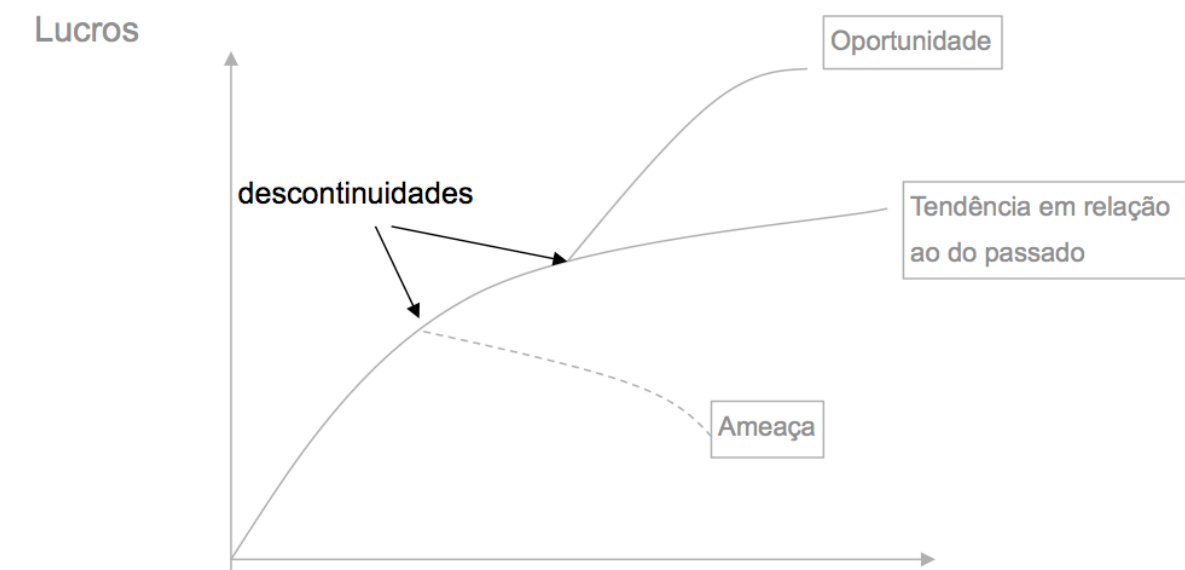 Lucros
Oportunidade
descontinuidades
Tendência em relação
ao do passado
Ameaça